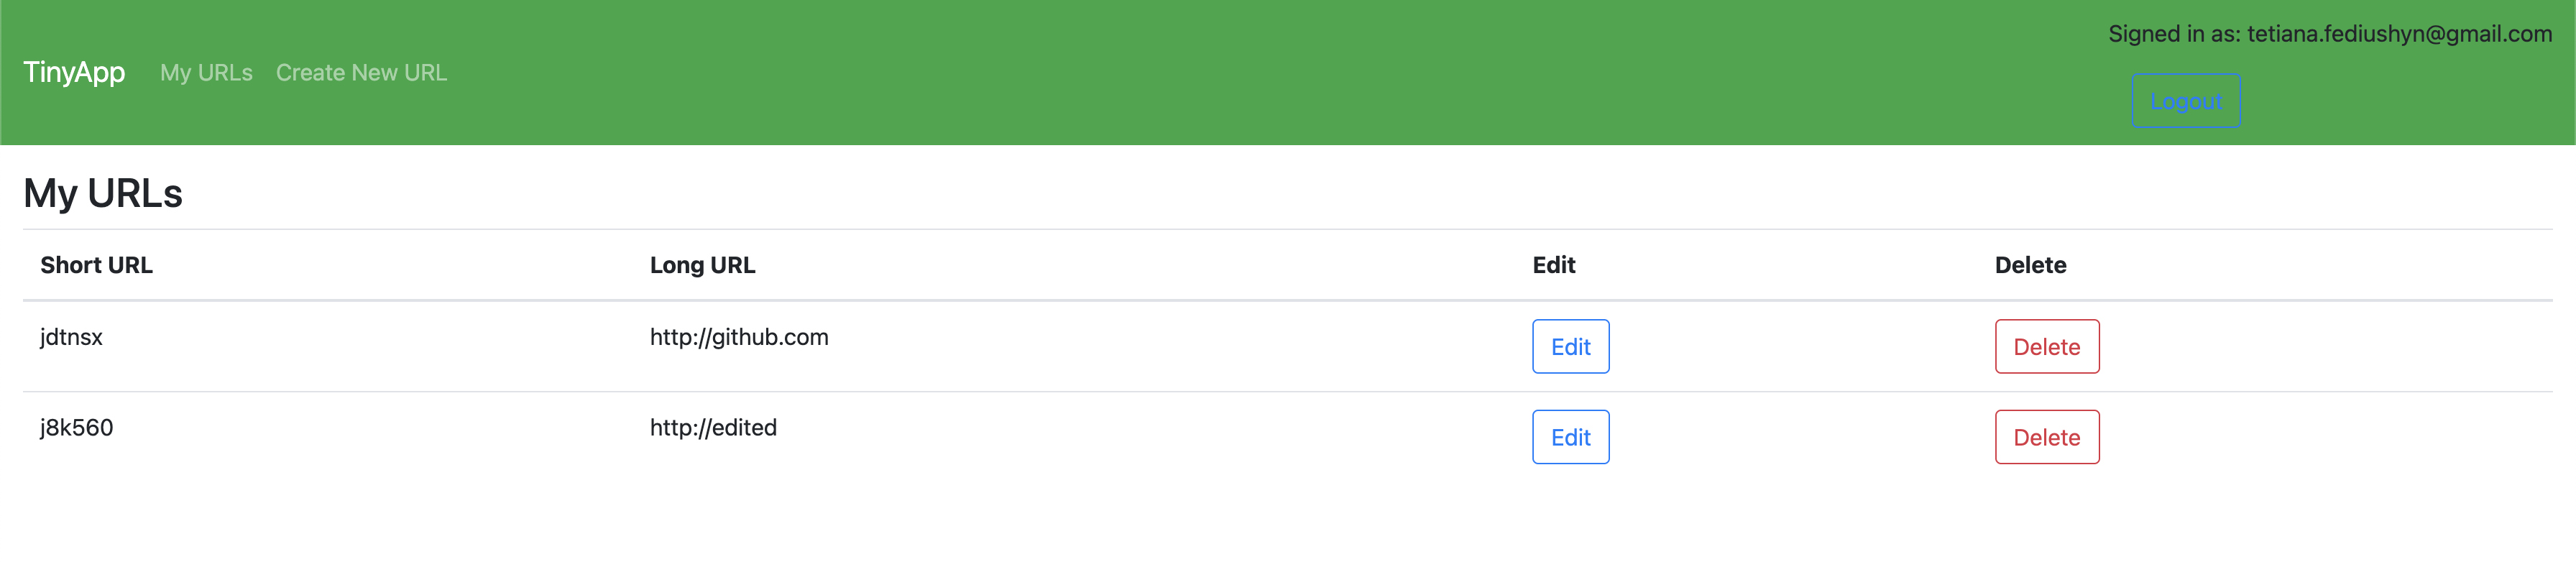 Signed in as: tetiana.fediushyn@gmail.com
TinyApp My URLs Create New URL
Logout
My URLs
Short URL Long URL Edit Delete
jdtnsx http://github.com Edit Delete
j8k560 http://edited Edit Delete